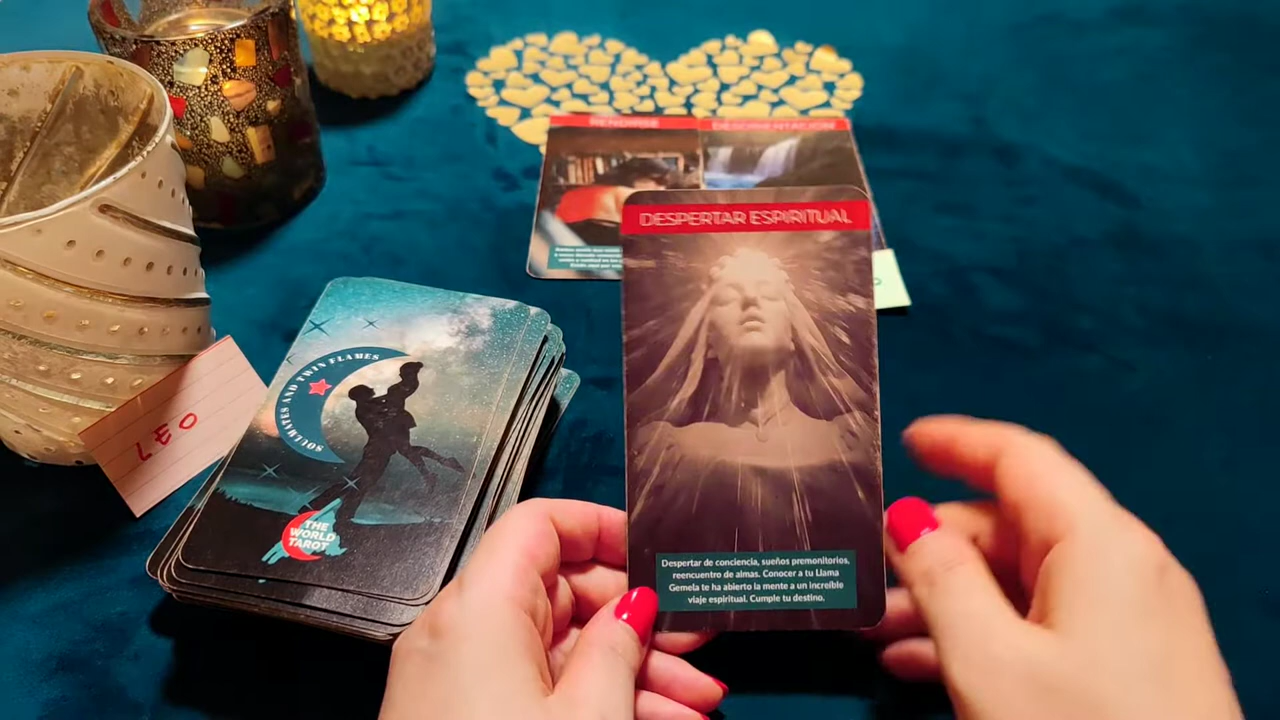 DESORIENTACIÓN
DESPERTAR ESPIRITUAL
SOULMATES AND TWIN FLAMES
LEO
THE
WORLD
TAROT
Despertar de conciencia, sueños premonitorios,
reencuentro de almas. Conocer a tu Llama
Gemela te ha abierto la mente a un increíble
viaje espiritual. Cumple tu destino.